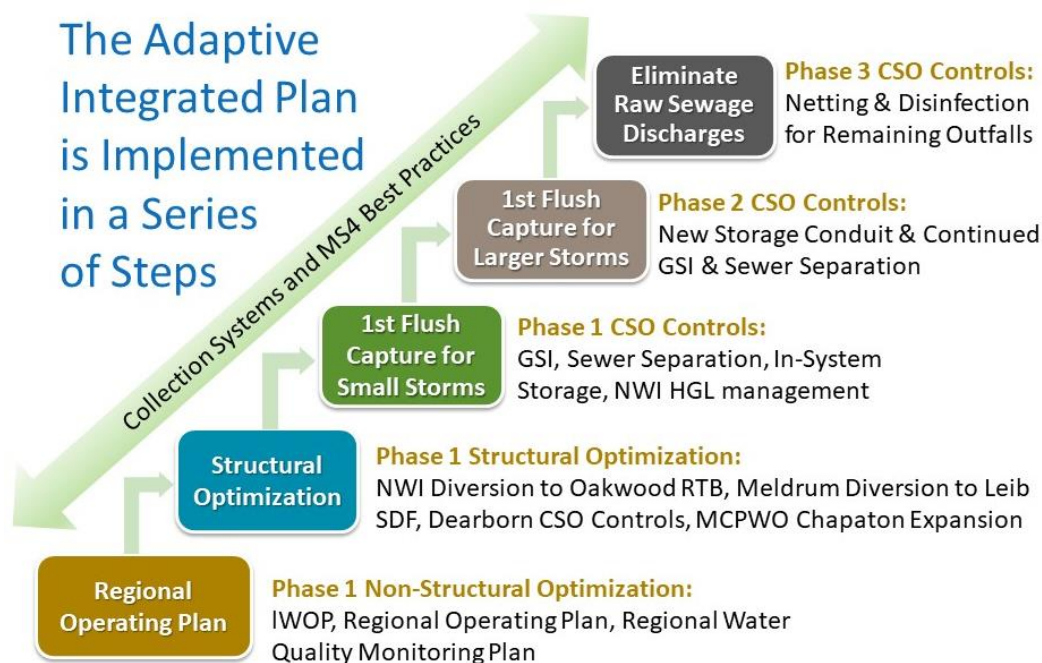 The Adaptive
Integrated Plan
is Implemented
in a Series
of Steps
Collection Systems and MS4 Best Practices
Eliminate
Raw Sewage
Discharges
Phase 3 CSO Controls:
Netting & Disinfection
for Remaining Outfalls
1st Flush
Capture for
Larger Storms
Phase 2 CSO Controls:
New Storage Conduit & Continued
GSI & Sewer Separation
1st Flush
Capture for
Small Storms
Phase 1 CSO Controls:
GSI, Sewer Separation, In-System
Storage, NWI HGL management
Structural
Optimization
Phase 1 Structural Optimization:
NWI Diversion to Oakwood RTB, Meldrum Diversion to Leib
SDF, Dearborn CSO Controls, MCPWO Chapaton Expansion
Regional
Operating Plan
Phase 1 Non-Structural Optimization:
lWOP, Regional Operating Plan, Regional Water
Quality Monitoring Plan